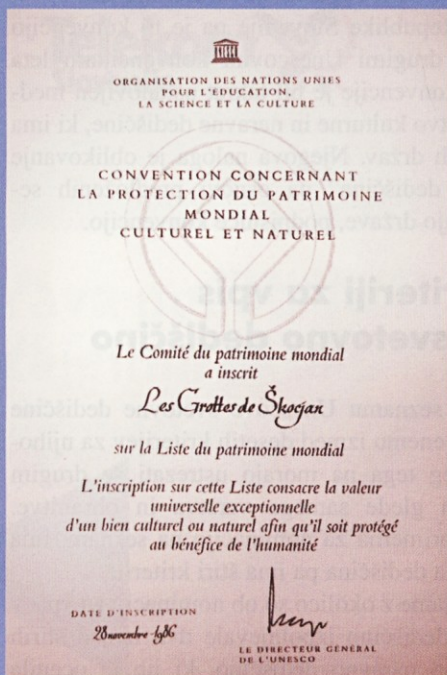 ORGANISATION DES NATIONS UNIES
POUR L'ÉDUCATION,
LA SCIENCE ET LA CULTURE
CONVENTION CONCERNANT
LA PROTECTION DU PATRIMOINE
MONDIAL
CULTUREL ET NATUREL
Le Comité du patrimoine mondial
a inscrit
Les Grottes de Škocjan
sur la Liste du patrimoine mondial
L'inscription sur cette Liste consacre la valeur
universelle exceptionnelle
d'un bien culturel ou naturel afin qu'il soit protégé
au bénéfice de l'humanité
DATE D'INSCRIPTION
28 novembre 1986
LE DIRECTEUR GÉNÉRAL
DE L'UNESCO